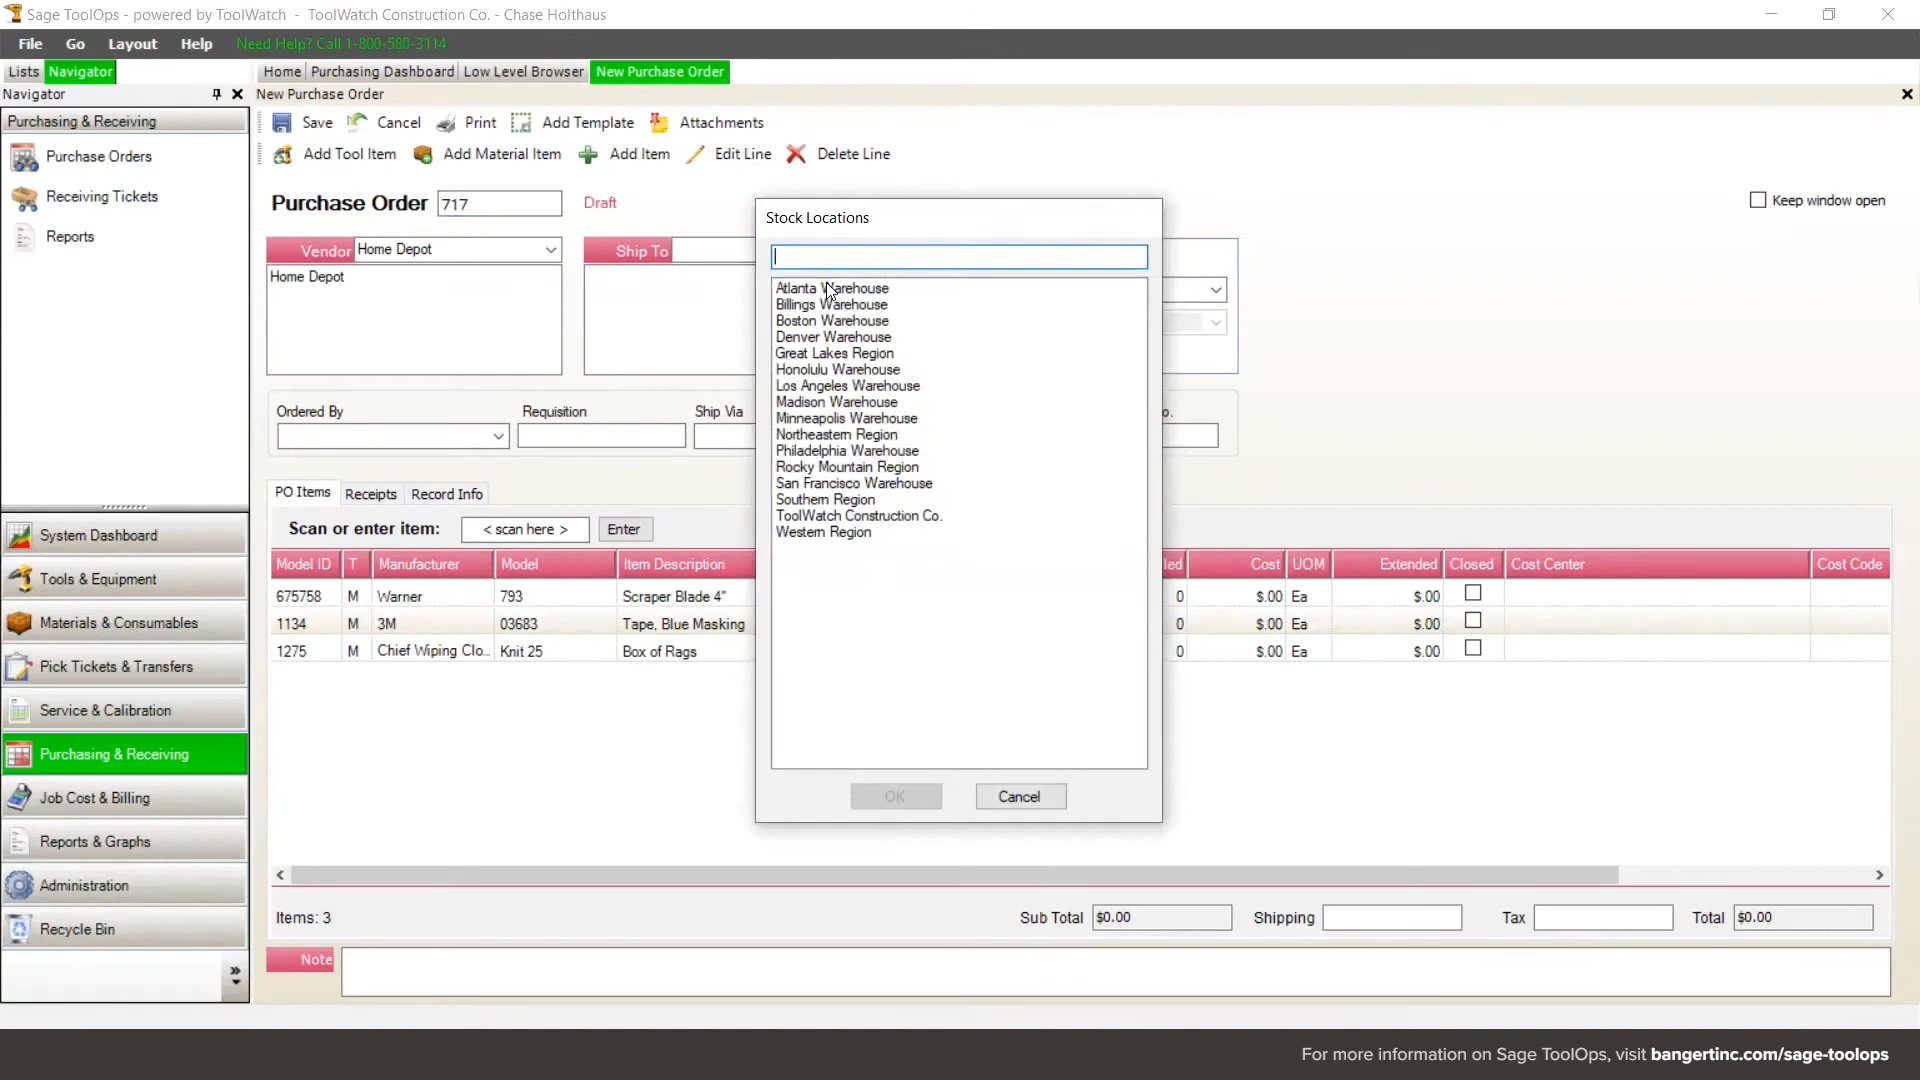 Sage ToolOps - powered by ToolWatch - ToolWatch Construction Co. - Chase Holthaus
File Go Layout Help Need Help? Call 1-800-580-3114
Lists Navigator Home Purchasing Dashboard Low Level Browser New Purchase Order
Navigator New Purchase Order
Purchasing & Receiving
Purchase Orders
Receiving Tickets
Reports
System Dashboard
Tools & Equipment
Materials & Consumables
Pick Tickets & Transfers
Service & Calibration
Purchasing & Receiving
Job Cost & Billing
Reports & Graphs
Administration
Recycle Bin
Save Cancel Print Add Template Attachments
Add Tool Item Add Material Item Add Item Edit Line Delete Line
Purchase Order 717 Draft Keep window open
Vendor Home Depot Ship To
Home Depot
Ordered By Requisition Ship Via o.
PO Items Receipts Record Info
Scan or enter item: < scan here > Enter
Model ID T Manufacturer Model Item Description led Cost UOM Extended Closed Cost Center Cost Code
675758 M Warner 793 Scraper Blade 4" 0 $.00 Ea $.00
1134 M 3M 03683 Tape, Blue Masking 0 $.00 Ea $.00
1275 M Chief Wiping Clo... Knit 25 Box of Rags 0 $.00 Ea $.00
Stock Locations
Atlanta Warehouse
Billings Warehouse
Boston Warehouse
Denver Warehouse
Great Lakes Region
Honolulu Warehouse
Los Angeles Warehouse
Madison Warehouse
Minneapolis Warehouse
Northeastern Region
Philadelphia Warehouse
Rocky Mountain Region
San Francisco Warehouse
Southern Region
ToolWatch Construction Co.
Western Region
OK Cancel
Items: 3 Sub Total $0.00 Shipping Tax Total $0.00
Note
For more information on Sage ToolOps, visit bangertinc.com/sage-toolops